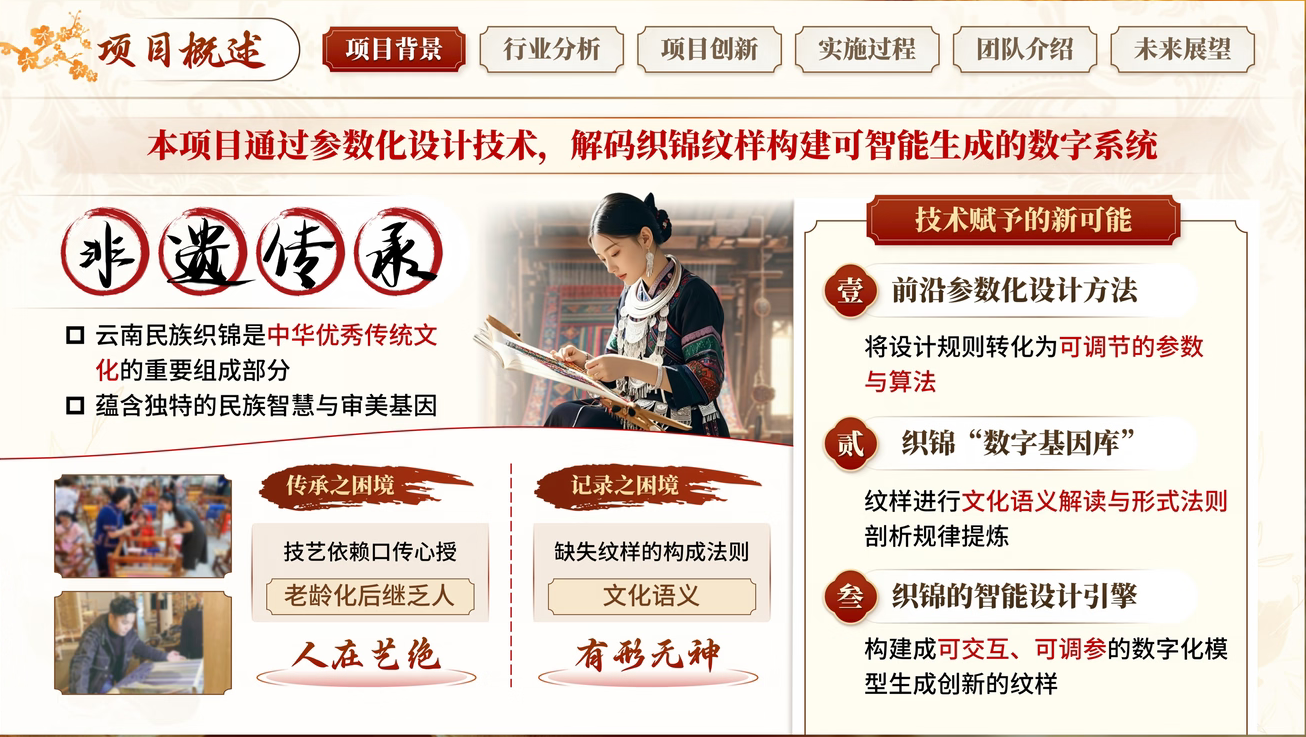 项目概述
项目背景
行业分析
项目创新
实施过程
团队介绍
未来展望
本项目通过参数化设计技术，解码织锦纹样构建可智能生成的数字系统
非遗传承
云南民族织锦是中华优秀传统文
化的重要组成部分
蕴含独特的民族智慧与审美基因
传承之困境
技艺依赖口传心授
老龄化后继乏人
人在艺绝
记录之困境
缺失纹样的构成法则
文化语义
有形无神
技术赋予的新可能
壹
前沿参数化设计方法
将设计规则转化为可调节的参数
与算法
贰
织锦“数字基因库”
纹样进行文化语义解读与形式法则
剖析规律提炼
叁
织锦的智能设计引擎
构建成可交互、可调参的数字化模
型生成创新的纹样